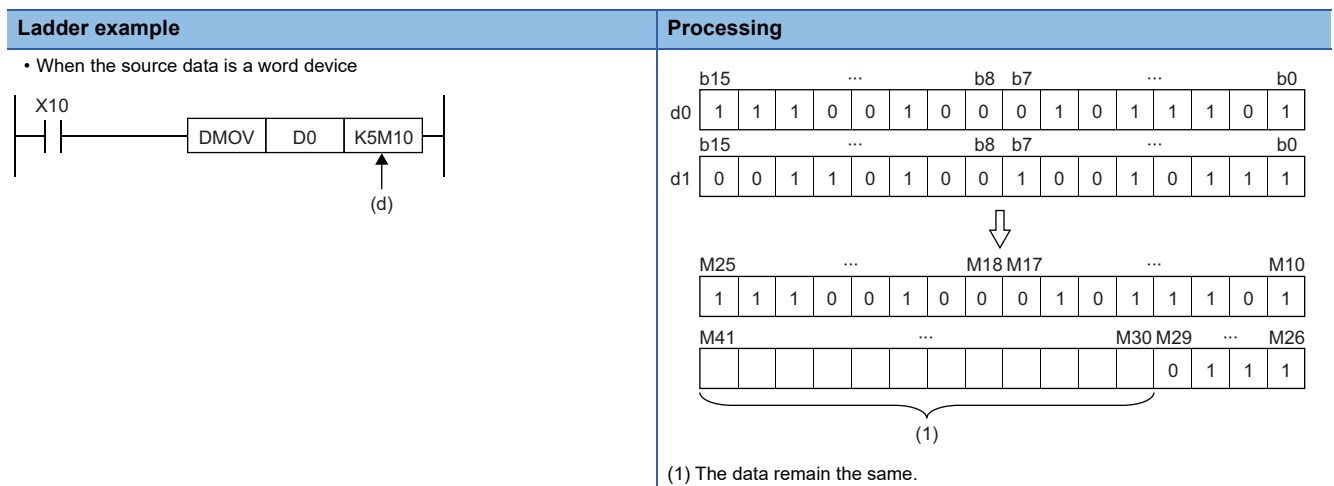 Ladder example
Processing
• When the source data is a word device
X10
DMOV D0 K5M10
(d)
b15 ... b8 b7 ... b0
d0 1 1 1 0 0 1 0 0 0 1 0 1 1 1 0 1
b15 ... b8 b7 ... b0
d1 0 0 1 1 0 1 0 0 1 0 0 1 0 1 1 1
M25 ... M18 M17 ... M10
1 1 1 0 0 1 0 0 0 1 0 1 1 1 0 1
M41 ... M30 M29 ... M26
0 1 1 1
(1)
(1) The data remain the same.